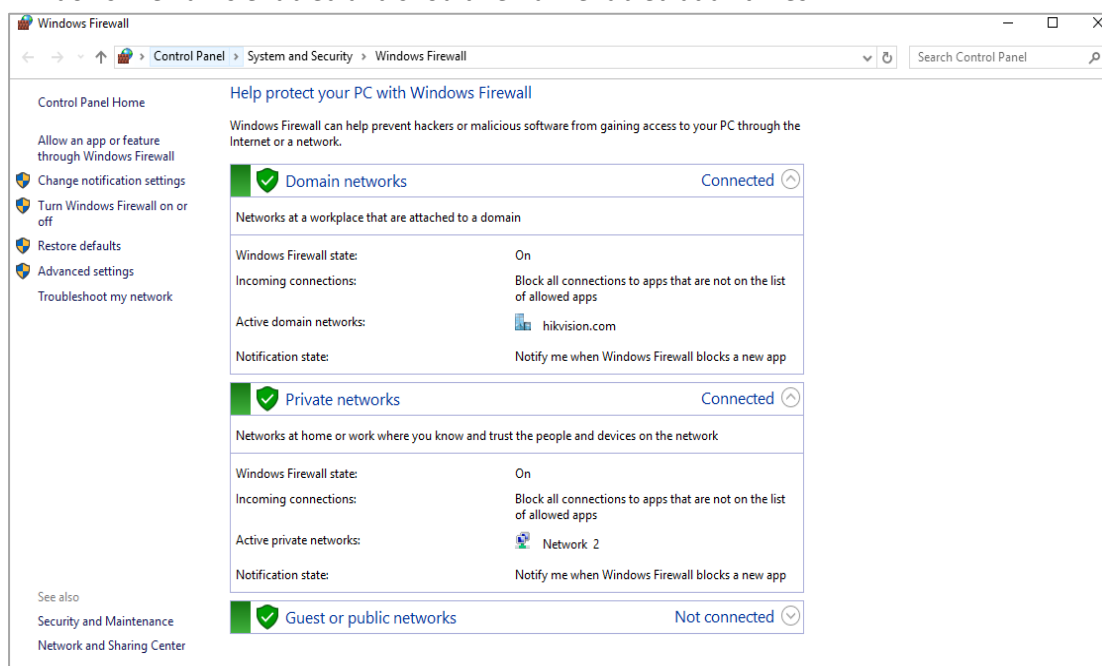 Windows Firewall
Control Panel > System and Security > Windows Firewall
Search Control Panel
Control Panel Home
Allow an app or feature
through Windows Firewall
Change notification settings
Turn Windows Firewall on or
off
Restore defaults
Advanced settings
Troubleshoot my network
See also
Security and Maintenance
Network and Sharing Center
Help protect your PC with Windows Firewall
Windows Firewall can help prevent hackers or malicious software from gaining access to your PC through the
Internet or a network.
Domain networks Connected
Networks at a workplace that are attached to a domain
Windows Firewall state: On
Incoming connections: Block all connections to apps that are not on the list
of allowed apps
Active domain networks: hikvision.com
Notification state: Notify me when Windows Firewall blocks a new app
Private networks Connected
Networks at home or work where you know and trust the people and devices on the network
Windows Firewall state: On
Incoming connections: Block all connections to apps that are not on the list
of allowed apps
Active private networks: Network 2
Notification state: Notify me when Windows Firewall blocks a new app
Guest or public networks Not connected